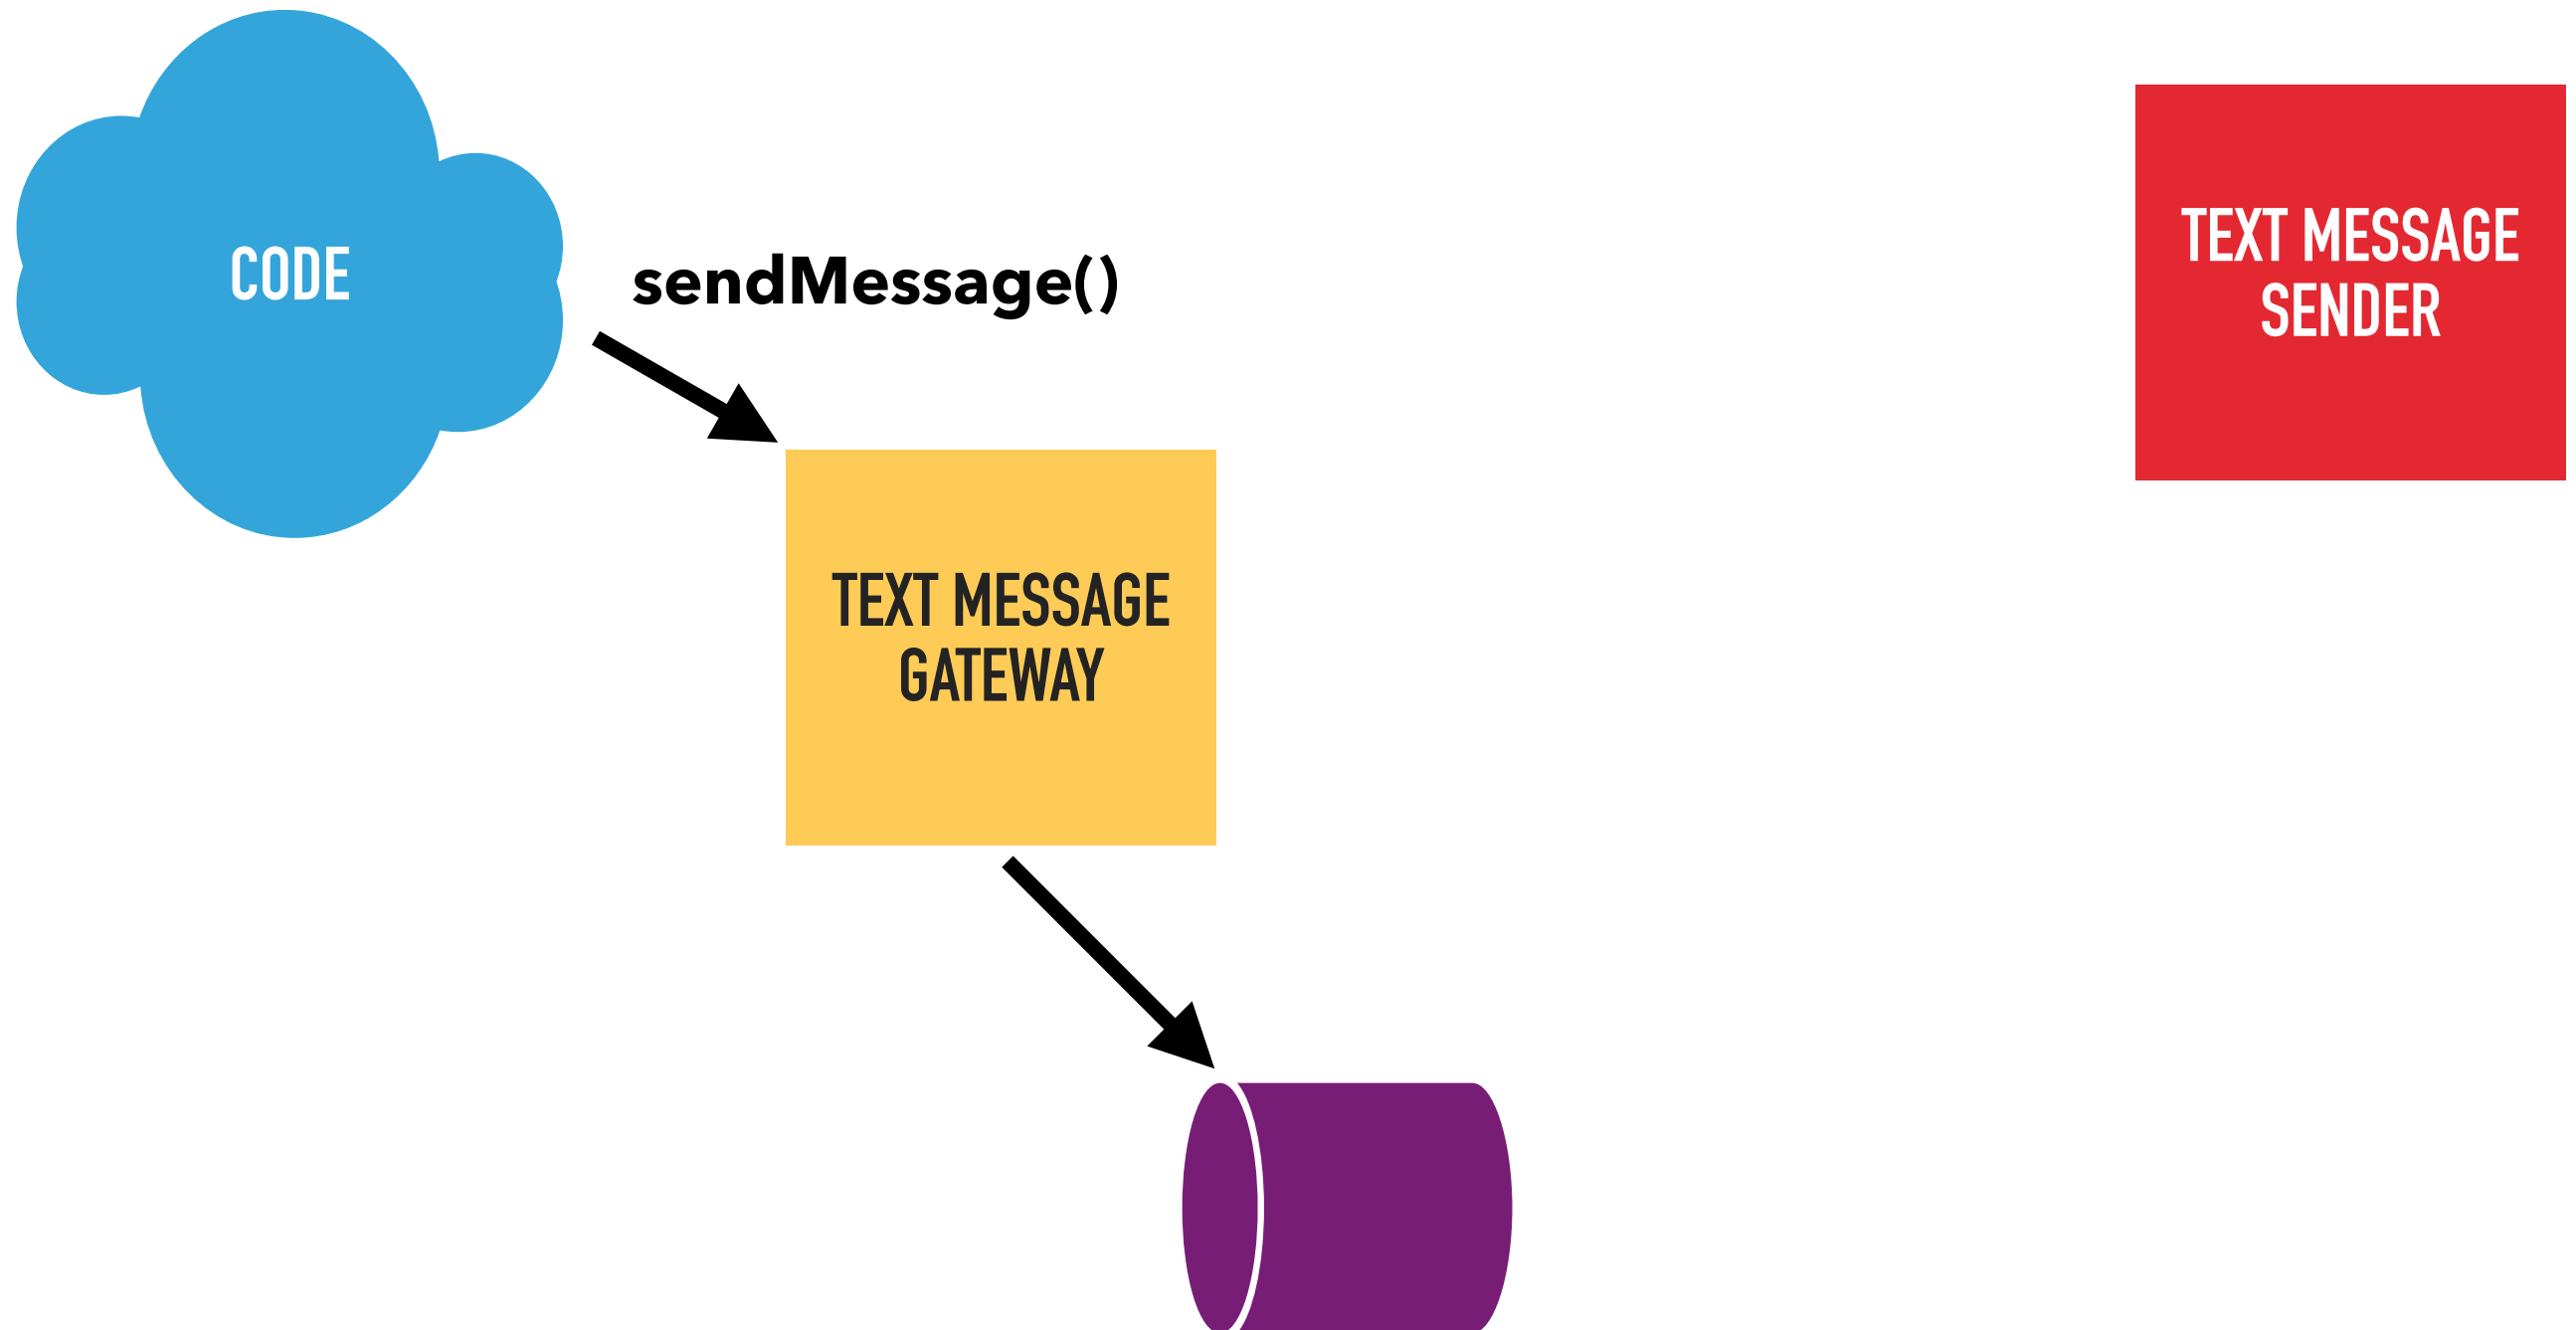 CODE
sendMessage()
TEXT MESSAGE
SENDER
TEXT MESSAGE
GATEWAY